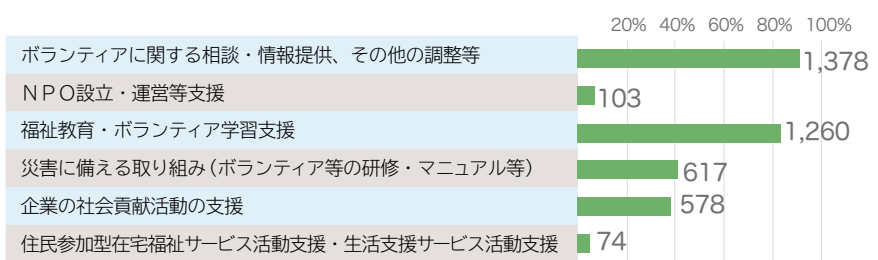 20% 40% 60% 80% 100%
ボランティアに関する相談・情報提供、その他の調整等 1,378
ＮＰＯ設立・運営等支援 103
福祉教育・ボランティア学習支援 1,260
災害に備える取り組み（ボランティア等の研修・マニュアル等） 617
企業の社会貢献活動の支援 578
住民参加型在宅福祉サービス活動支援・生活支援サービス活動支援 74